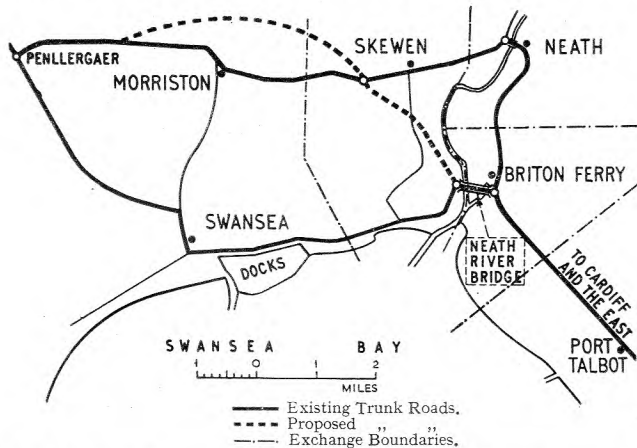 PENLLERGAER
MORRISTON
SKEWEN
NEATH
BRITON FERRY
SWANSEA
DOCKS
NEATH
RIVER
BRIDGE
TO CARDIFF
AND THE EAST
PORT
TALBOT
SWANSEA BAY
1 0 1 2
MILES
Existing Trunk Roads.
Proposed „ „
Exchange Boundaries.